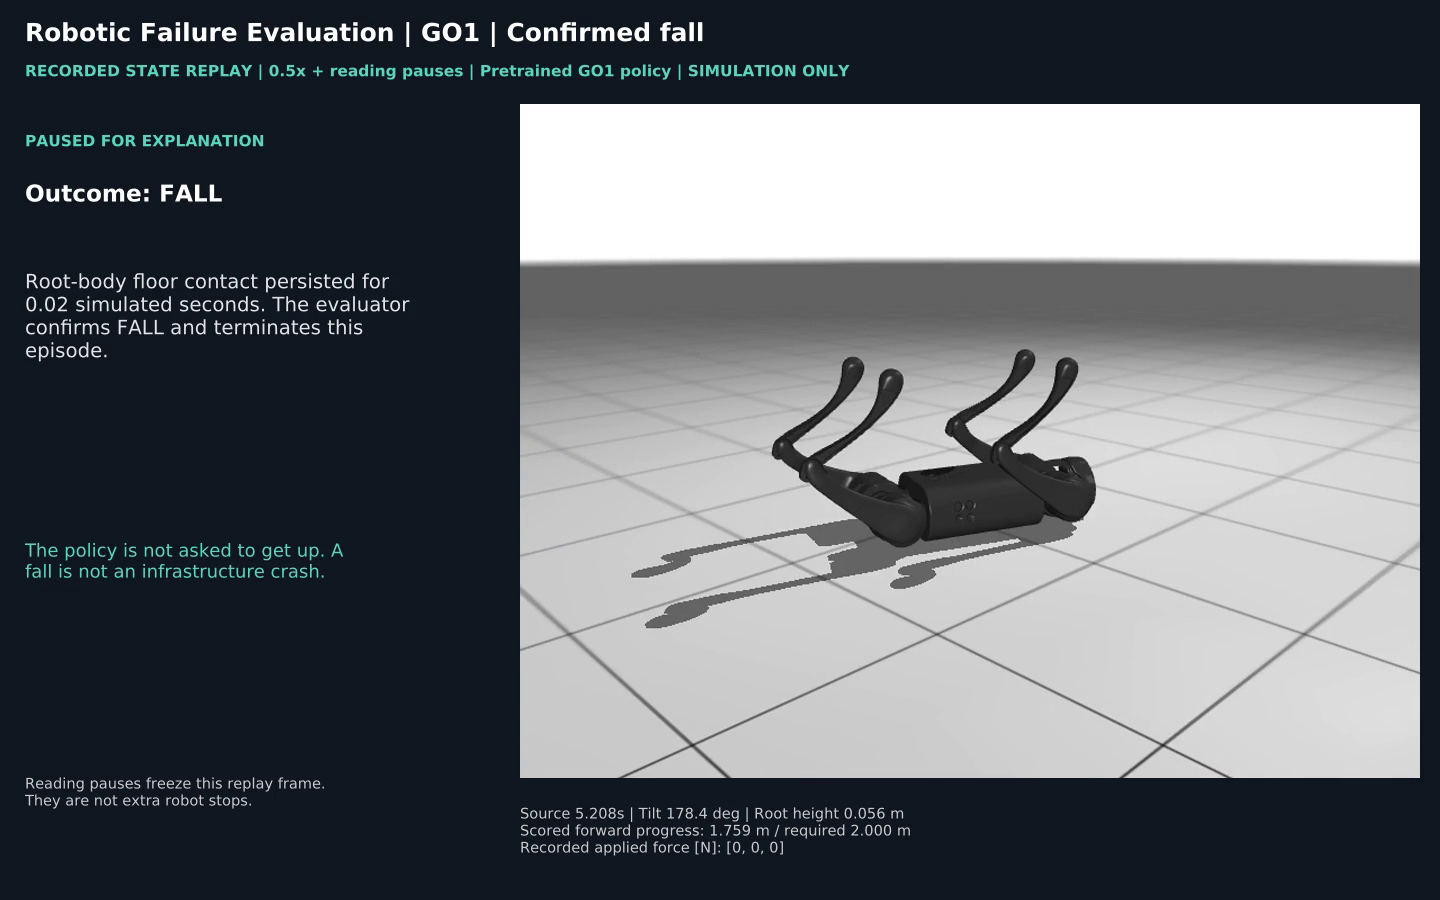 Robotic Failure Evaluation | GO1 | Confirmed fall
RECORDED STATE REPLAY | 0.5x + reading pauses | Pretrained GO1 policy | SIMULATION ONLY
PAUSED FOR EXPLANATION
Outcome: FALL
Root-body floor contact persisted for
0.02 simulated seconds. The evaluator
confirms FALL and terminates this
episode.
The policy is not asked to get up. A
fall is not an infrastructure crash.
Reading pauses freeze this replay frame.
They are not extra robot stops.
Source 5.208s | Tilt 178.4 deg | Root height 0.056 m
Scored forward progress: 1.759 m / required 2.000 m
Recorded applied force [N]: [0, 0, 0]